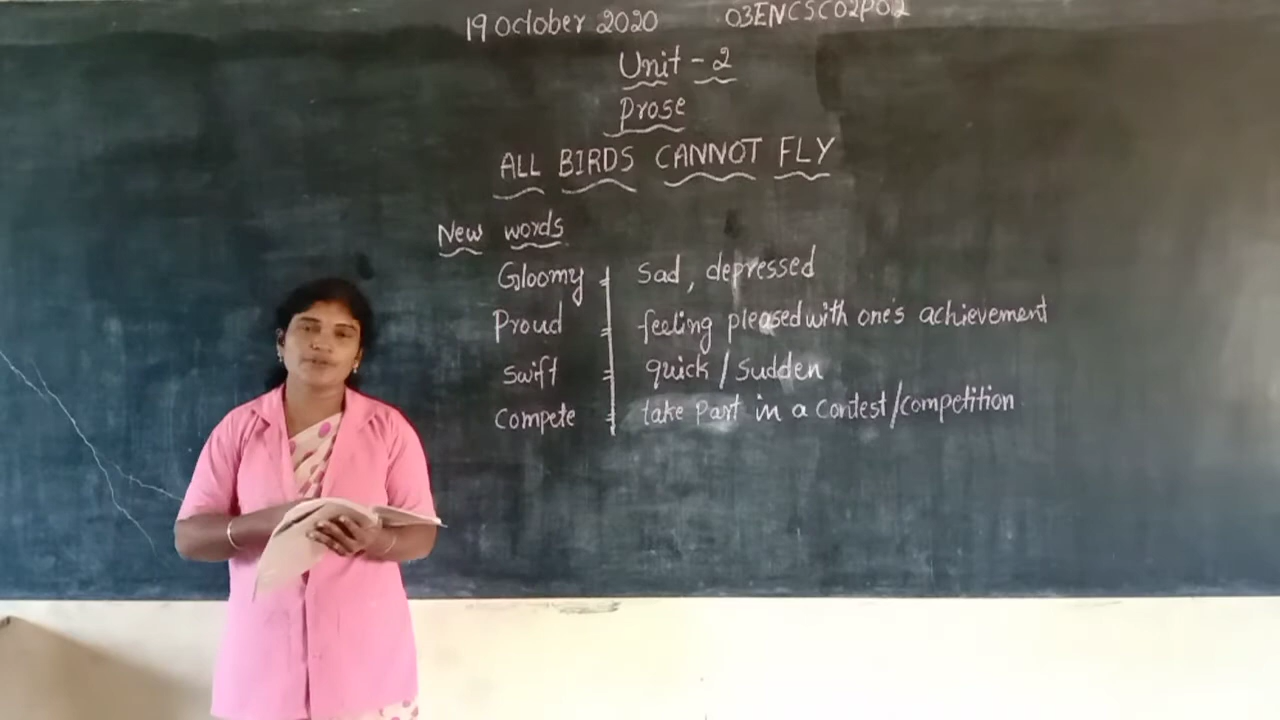 19 October 2020 03ENCSC02P02
Unit - 2
Prose
ALL BIRDS CANNOT FLY
New words
Gloomy = Sad, depressed
Proud = feeling pleased with one's achievement
Swift = quick / Sudden
Compete = take Part in a Contest/competition